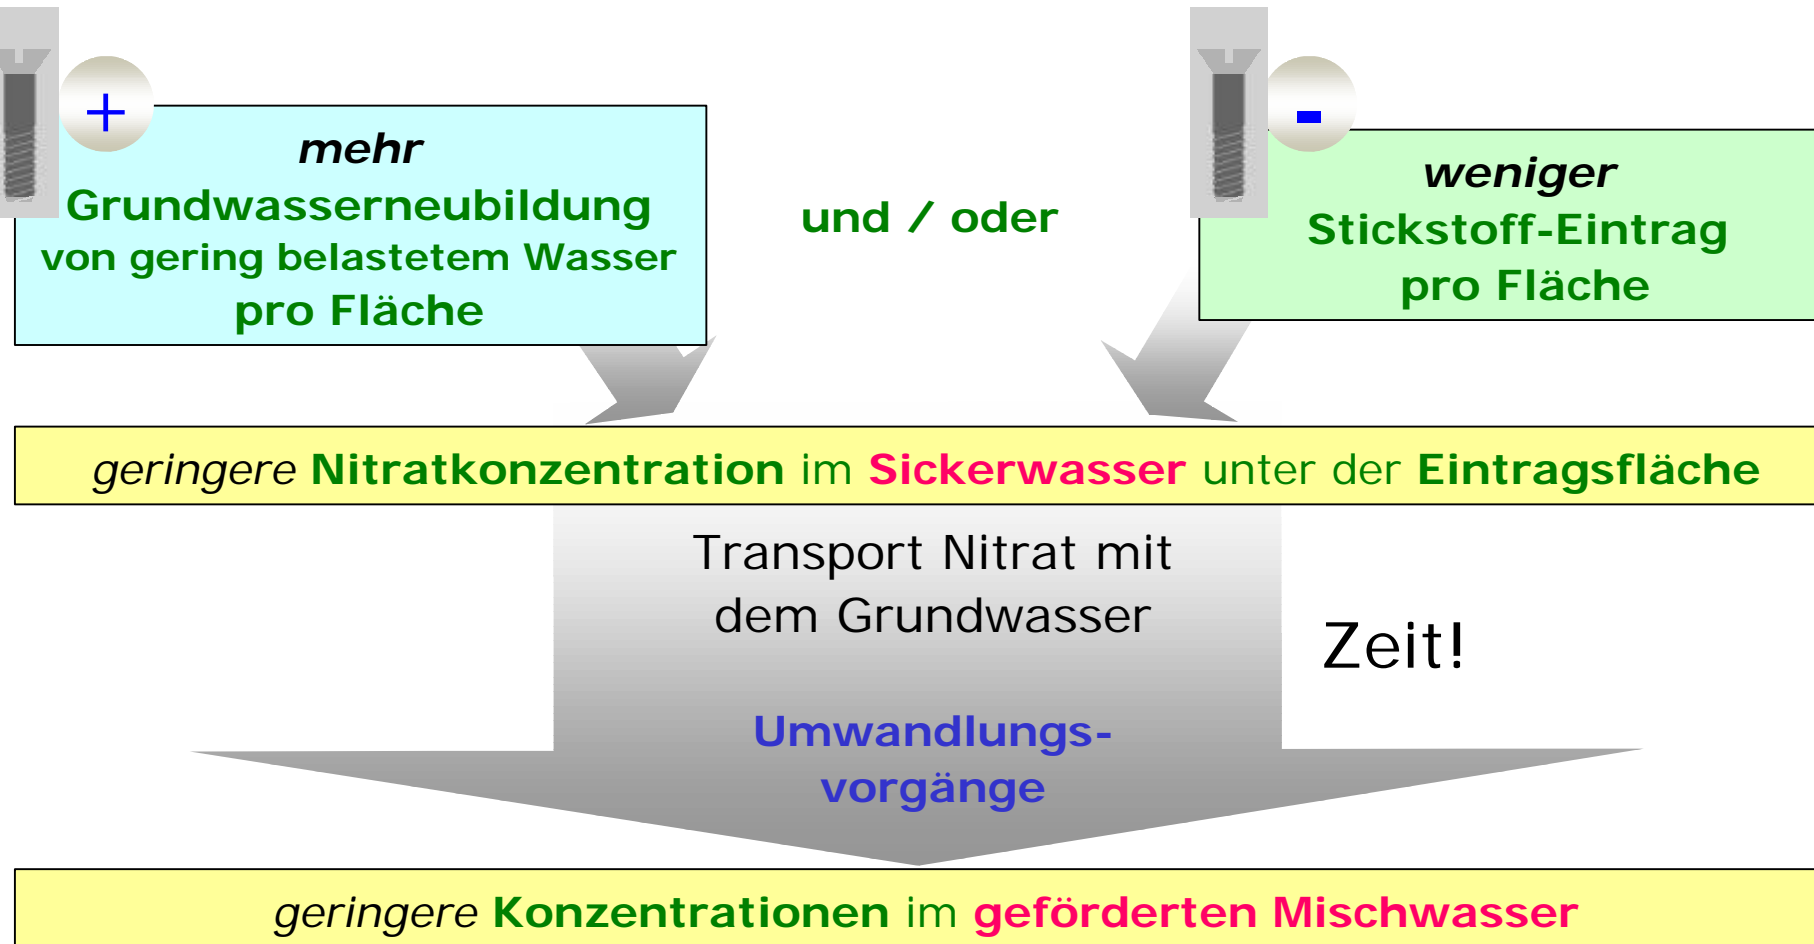 +
mehr
Grundwasserneubildung
von gering belastetem Wasser
pro Fläche
und / oder
-
weniger
Stickstoff-Eintrag
pro Fläche
geringere Nitratkonzentration im Sickerwasser unter der Eintragsfläche
Transport Nitrat mit
dem Grundwasser
Zeit!
Umwandlungs-
vorgänge
geringere Konzentrationen im geförderten Mischwasser